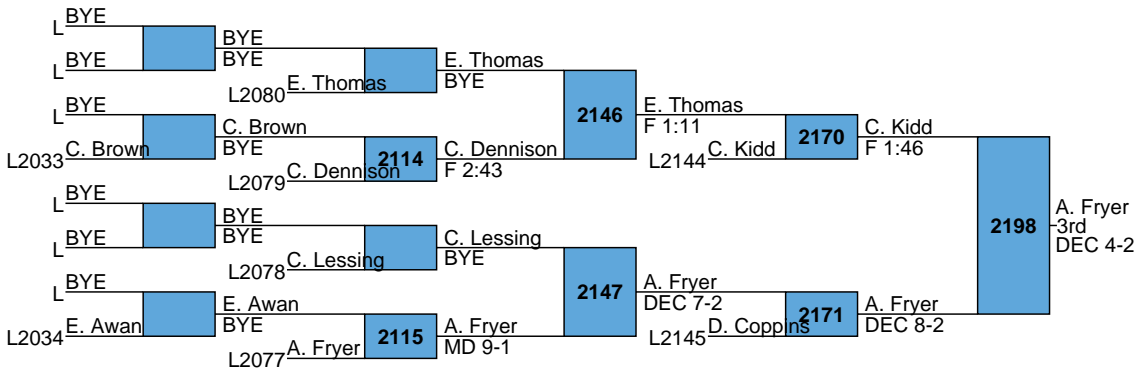 BYE
L
BYE
BYE
BYE
L
E. Thomas
BYE
L2080
E. Thomas
BYE
L
2146
E. Thomas
F 1:11
C. Brown
L2033
C. Brown
BYE
2114
C. Dennison
F 2:43
L2079
C. Dennison
L2144
C. Kidd
2170
C. Kidd
F 1:46
BYE
L
BYE
BYE
BYE
L
C. Lessing
BYE
L2078
C. Lessing
2198
A. Fryer
3rd
DEC 4-2
BYE
L
2147
A. Fryer
DEC 7-2
E. Awan
L2034
E. Awan
BYE
2115
A. Fryer
MD 9-1
L2077
A. Fryer
L2145
D. Coppins
2171
A. Fryer
DEC 8-2